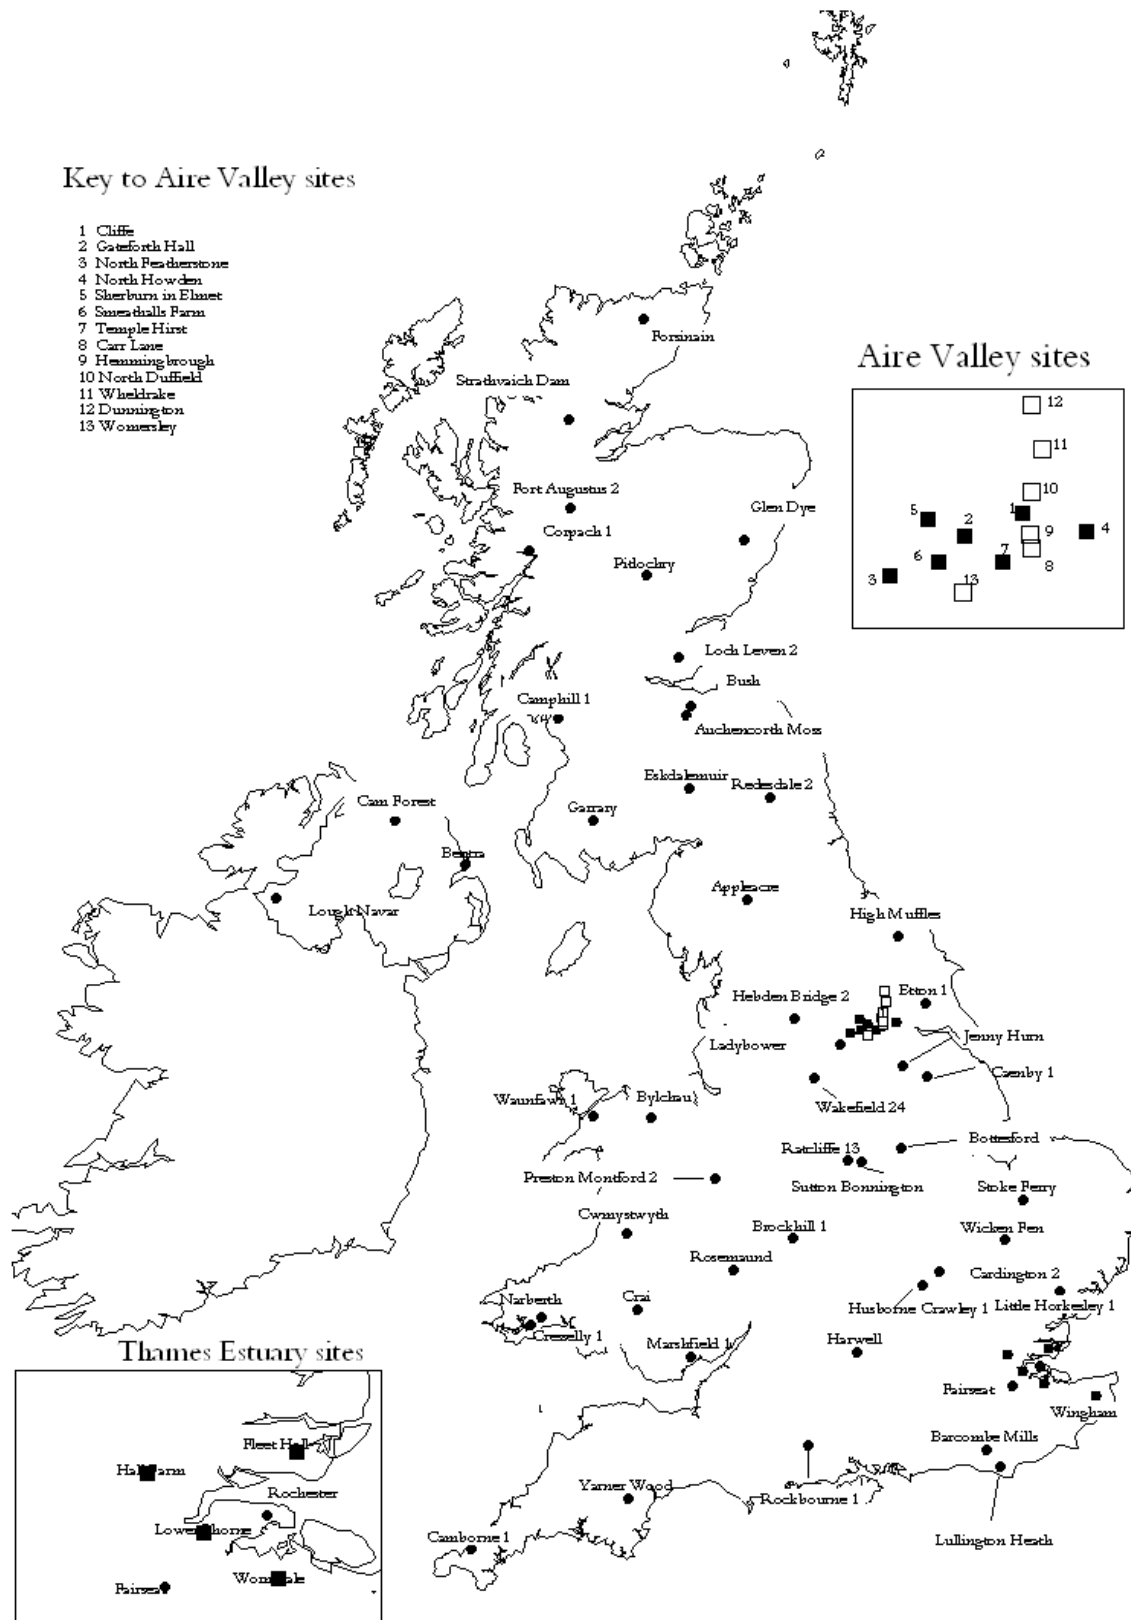 Key to Aire Valley sites
1 Cliffe
2 Gateforth Hall
3 North Featherstone
4 North Howden
5 Sherburn in Elmet
6 Smeathalls Farm
7 Temple Hirst
8 Carr Lane
9 Hemmingbrough
10 North Duffield
11 Wheldrake
12 Dunnington
13 Womersley
Forsinain
Strathvaich Dam
Aire Valley sites
12
11
10
1
5
2
9
4
7
6
8
3
13
Fort Augustus 2
Glen Dye
Corpach 1
Pitlochry
Loch Leven 2
Bush
Camphill 1
Auchencorth Moss
Eskdalemuir
Redesdale 2
Cam Forest
Garrary
Bentra
Appleacre
Lough Navar
High Muffles
Hebden Bridge 2
Etton 1
Ladybower
Jenny Hurn
Caenby 1
Waunfawr 1
Bylchau
Wakefield 24
Ratcliffe 13
Bottesford
Preston Montford 2
Sutton Bonnington
Stoke Ferry
Cwmystwyth
Brockhill 1
Wicken Fen
Rosemaund
Cardington 2
Narberth
Crai
Husborne Crawley 1
Little Horkesley 1
Cresselly 1
Marshfield 1
Harwell
Thames Estuary sites
Fairseat
Wingham
Fleet Hall
Barcombe Mills
Hall Farm
Rochester
Yarner Wood
Rockbourne 1
Camborne 1
Lullington Heath
Fairseat